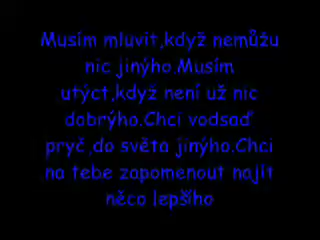 Musím mluvit,když nemůžu
nic jinýho.Musím
utýct,když není už nic
dobrýho.Chci vodsaď
pryč,do světa jinýho.Chci
na tebe zapomenout najít
něco lepšího